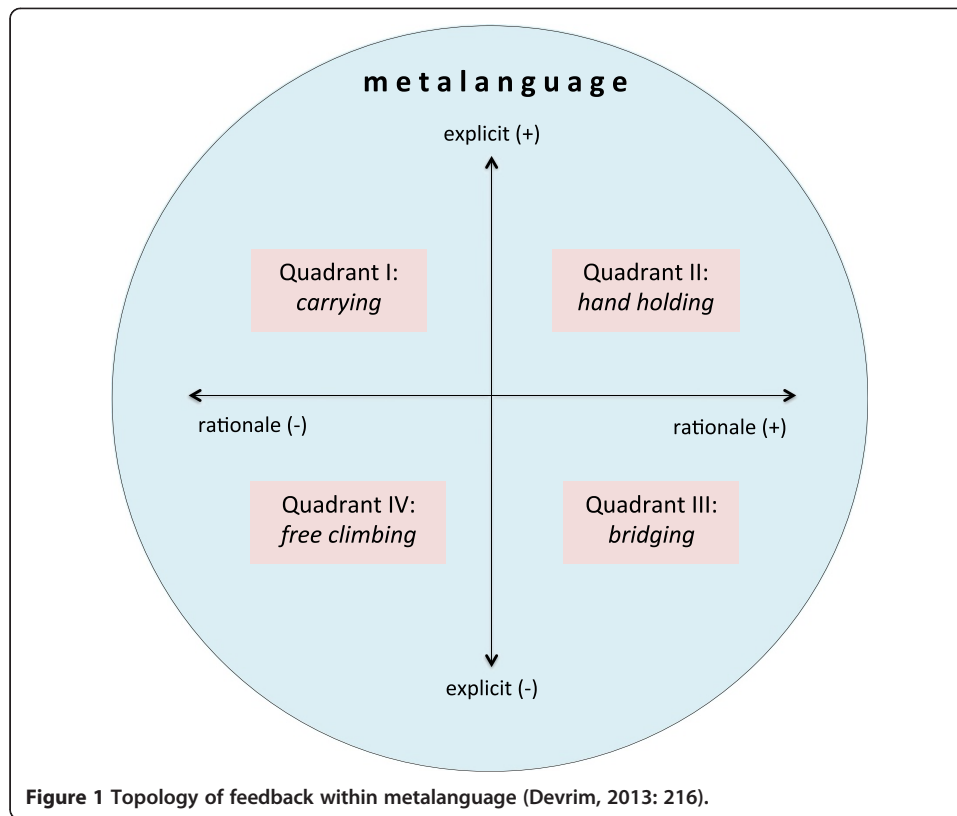 metalanguage
explicit (+)
Quadrant I:
carrying
Quadrant II:
hand holding
rationale (-)
rationale (+)
Quadrant IV:
free climbing
Quadrant III:
bridging
explicit (-)
Figure 1 Topology of feedback within metalanguage (Devrim, 2013: 216).